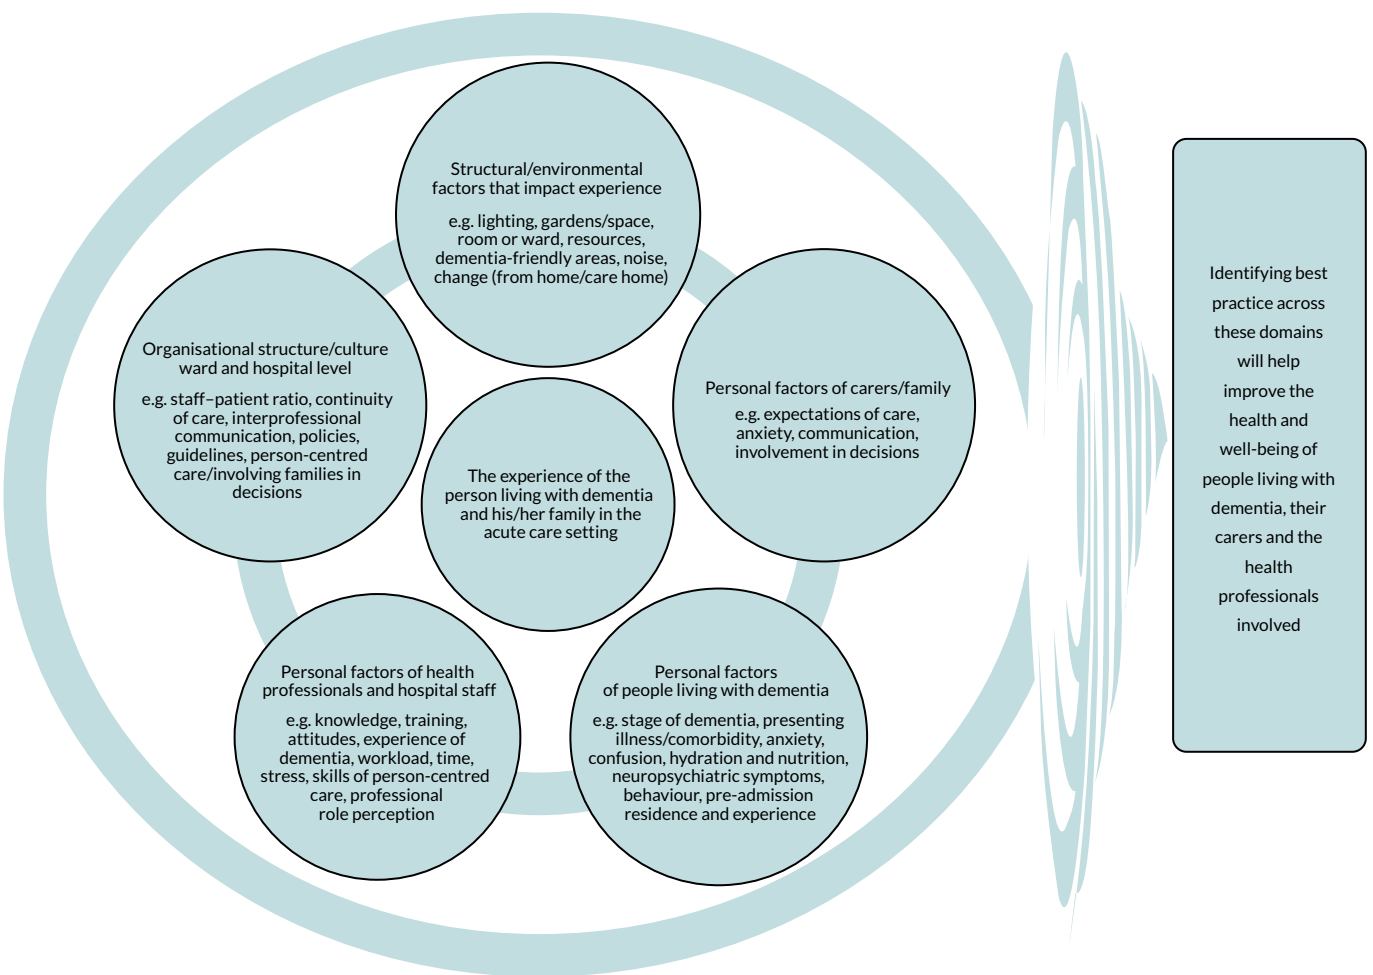 Structural/environmental
factors that impact experience
e.g. lighting, gardens/space,
room or ward, resources,
dementia-friendly areas, noise,
change (from home/care home)
Organisational structure/culture
ward and hospital level
e.g. staff–patient ratio, continuity
of care, interprofessional
communication, policies,
guidelines, person-centred
care/involving families in
decisions
Personal factors of carers/family
e.g. expectations of care,
anxiety, communication,
involvement in decisions
The experience of the
person living with dementia
and his/her family in the
acute care setting
Personal factors of health
professionals and hospital staff
e.g. knowledge, training,
attitudes, experience of
dementia, workload, time,
stress, skills of person-centred
care, professional
role perception
Personal factors
of people living with dementia
e.g. stage of dementia, presenting
illness/comorbidity, anxiety,
confusion, hydration and nutrition,
neuropsychiatric symptoms,
behaviour, pre-admission
residence and experience
Identifying best
practice across
these domains
will help
improve the
health and
well-being of
people living with
dementia, their
carers and the
health
professionals
involved